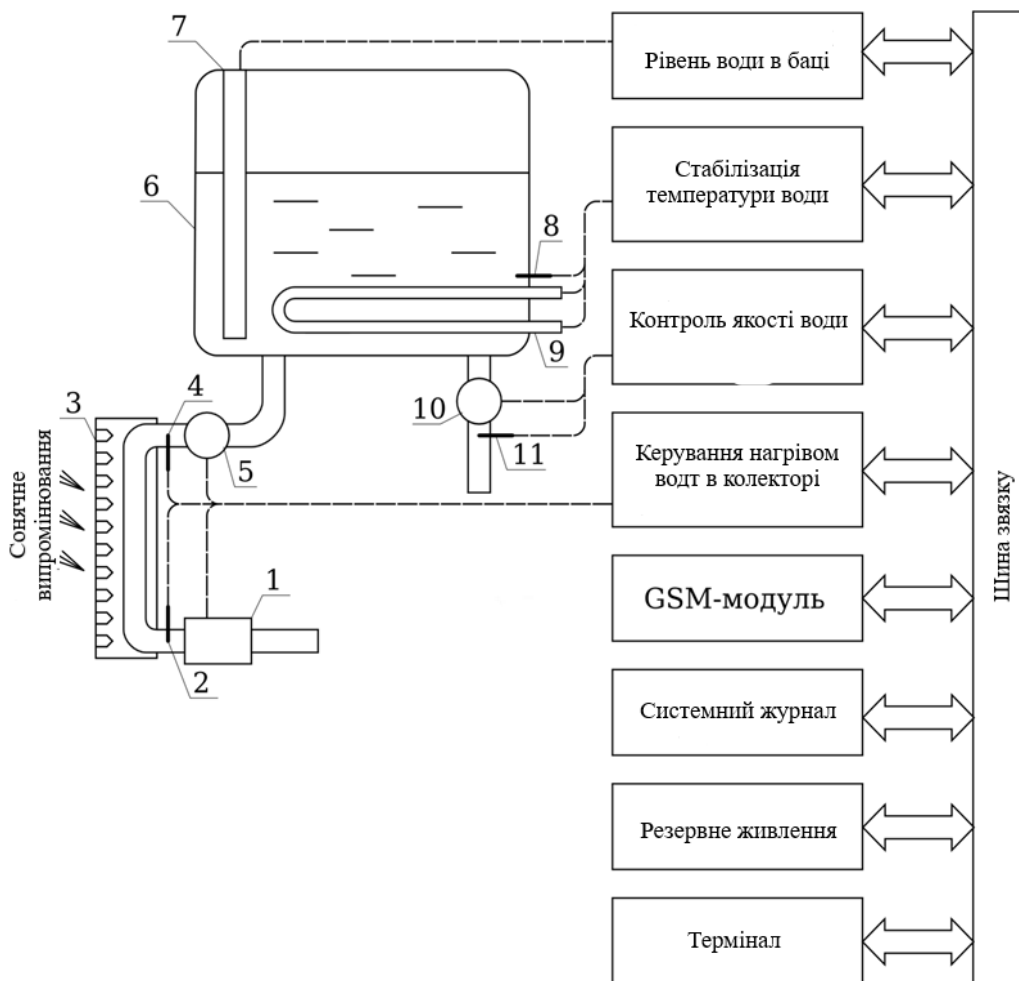 7
Рівень води в баці
Стабілізація
температури води
6
8
Контроль якості води
9
3
4
10
5
11
Керування нагрівом
водт в колекторі
Сонячне
випромінювання
1
GSM-модуль
2
Системний журнал
Резервне живлення
Термінал
Шина звязку